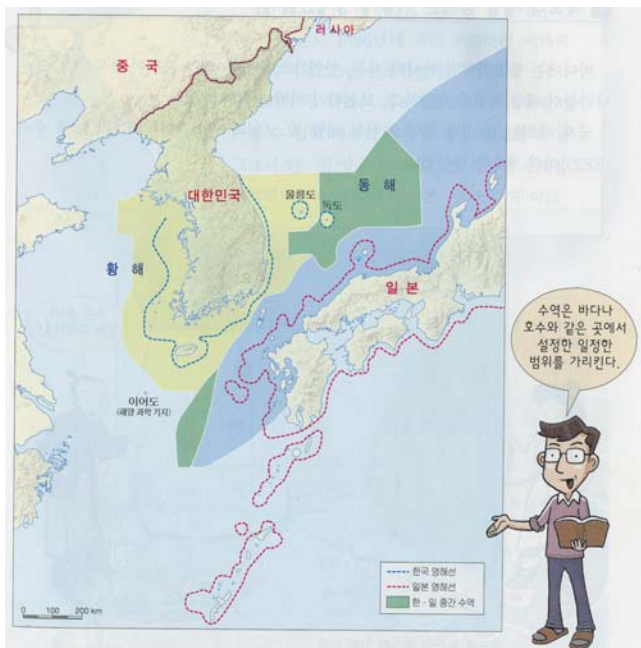 러시아
중국
대한민국
울릉도
독도
동해
황해
일본
이어도
(해양 과학 기지)
수역은 바다나
호수와 같은 곳에서
설정한 일정한
범위를 가리킨다.
한국 영해선
일본 영해선
한·일 중간 수역
0 100 200 km